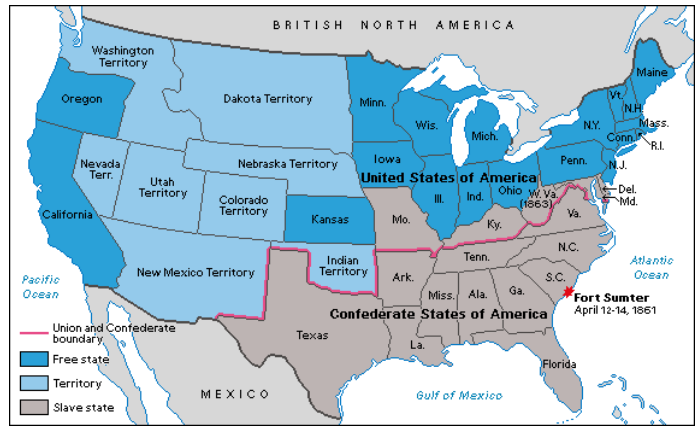 BRITISH NORTH AMERICA
Washington
Territory
Oregon
Dakota Territory
Minn.
Wis.
Mich.
Maine
Vt.
N.H.
N.Y.
Mass.
Conn.
R.I.
Nevada
Terr.
Utah
Territory
Nebraska Territory
Iowa
Penn.
N.J.
United States of America
Colorado
Territory
Ill.
Ind.
Ohio
W. Va.
(1863)
Del.
Md.
California
Kansas
Mo.
Ky.
Va.
New Mexico Territory
Indian
Territory
Tenn.
N.C.
Pacific
Ocean
Atlantic
Ocean
Ark.
S.C.
Miss.
Ala.
Ga.
Fort Sumter
April 12-14, 1861
Confederate States of America
Texas
La.
Florida
Union and Confederate
boundary
Free state
Territory
Slave state
MEXICO
Gulf of Mexico